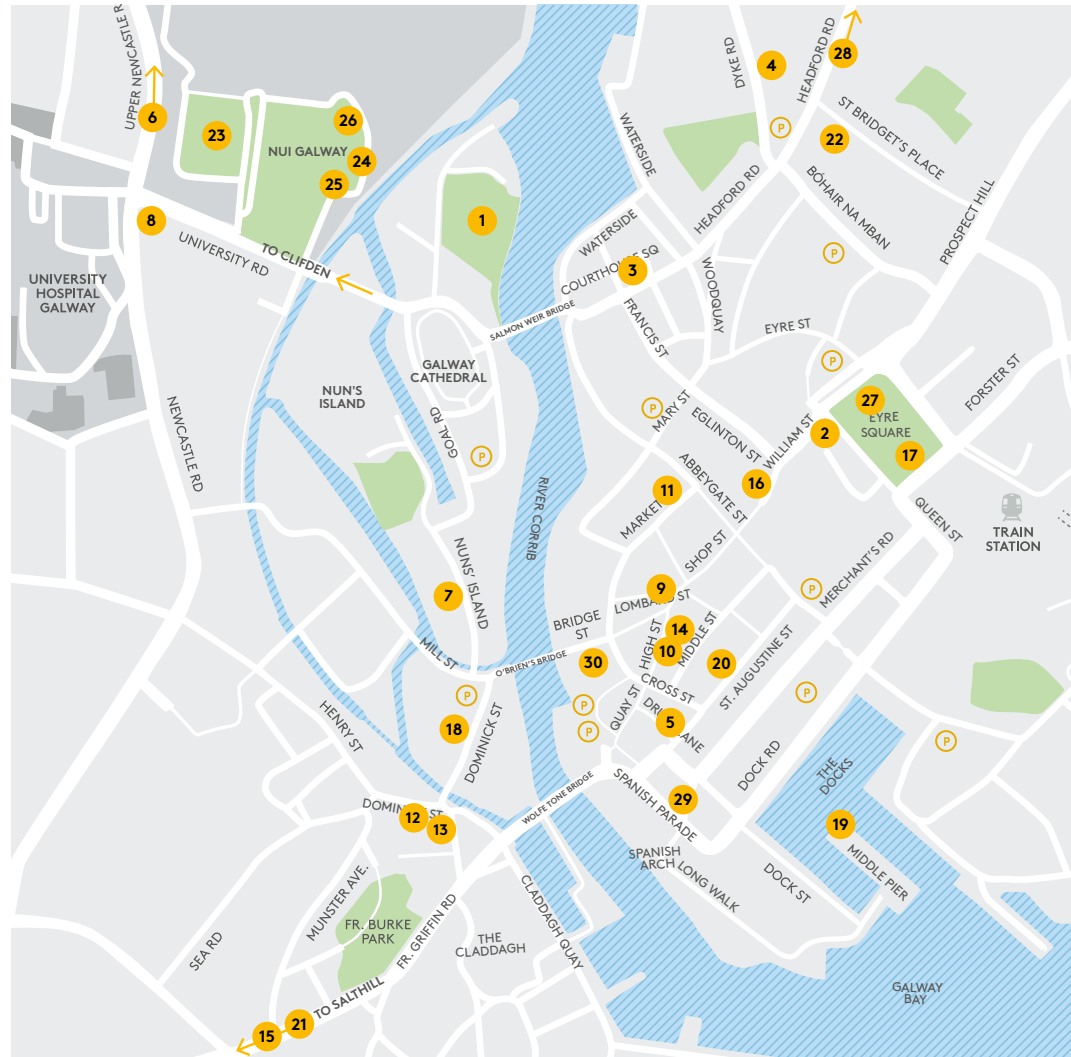 UPPER NEWCASTLE R
6
23
26
NUI GALWAY
24
25
8
UNIVERSITY RD
TO CLIFDEN
UNIVERSITY
HOSPITAL
GALWAY
1
WATERSIDE
WATERSIDE
COURTHOUSE SQ
3
DYKE RD
4
HEADFORD RD
28
P
22
ST BRIDGET'S PLACE
BÓHAIR NA MBAN
P
PROSPECT HILL
HEADFORD RD
WOODQUAY
SALMON WEIR BRIDGE
FRANCIS ST
EYRE ST
P
GALWAY
CATHEDRAL
NUN'S
ISLAND
GOAL RD
P
NEWCASTLE RD
RIVER CORRIB
P
MARY ST
EGLINTON ST
WILLIAM ST
2
27
EYRE
SQUARE
17
FORSTER ST
QUEEN ST
TRAIN
STATION
16
ABBEYGATE ST
11
MARKET
SHOP ST
MERCHANT'S RD
P
9
LOMBARD ST
BRIDGE
ST
14
10
HIGH ST
MIDDLE ST
20
ST. AUGUSTINE ST
CROSS ST
30
O'BRIEN'S BRIDGE
NUNS' ISLAND
7
MILL ST
P
18
DOMINICK ST
HENRY ST
P
P
QUAY ST
5
DOCK RD
P
P
THE
DOCKS
19
MIDDLE PIER
DOCK ST
29
SPANISH PARADE
SPANISH
ARCH
LONG WALK
WOLFE TONE BRIDGE
12
13
CLADDAGH QUAY
THE
CLADDAGH
FR. GRIFFIN RD
FR. BURKE
PARK
MUNSTER AVE.
SEA RD
TO SALTHILL
21
15
GALWAY
BAY